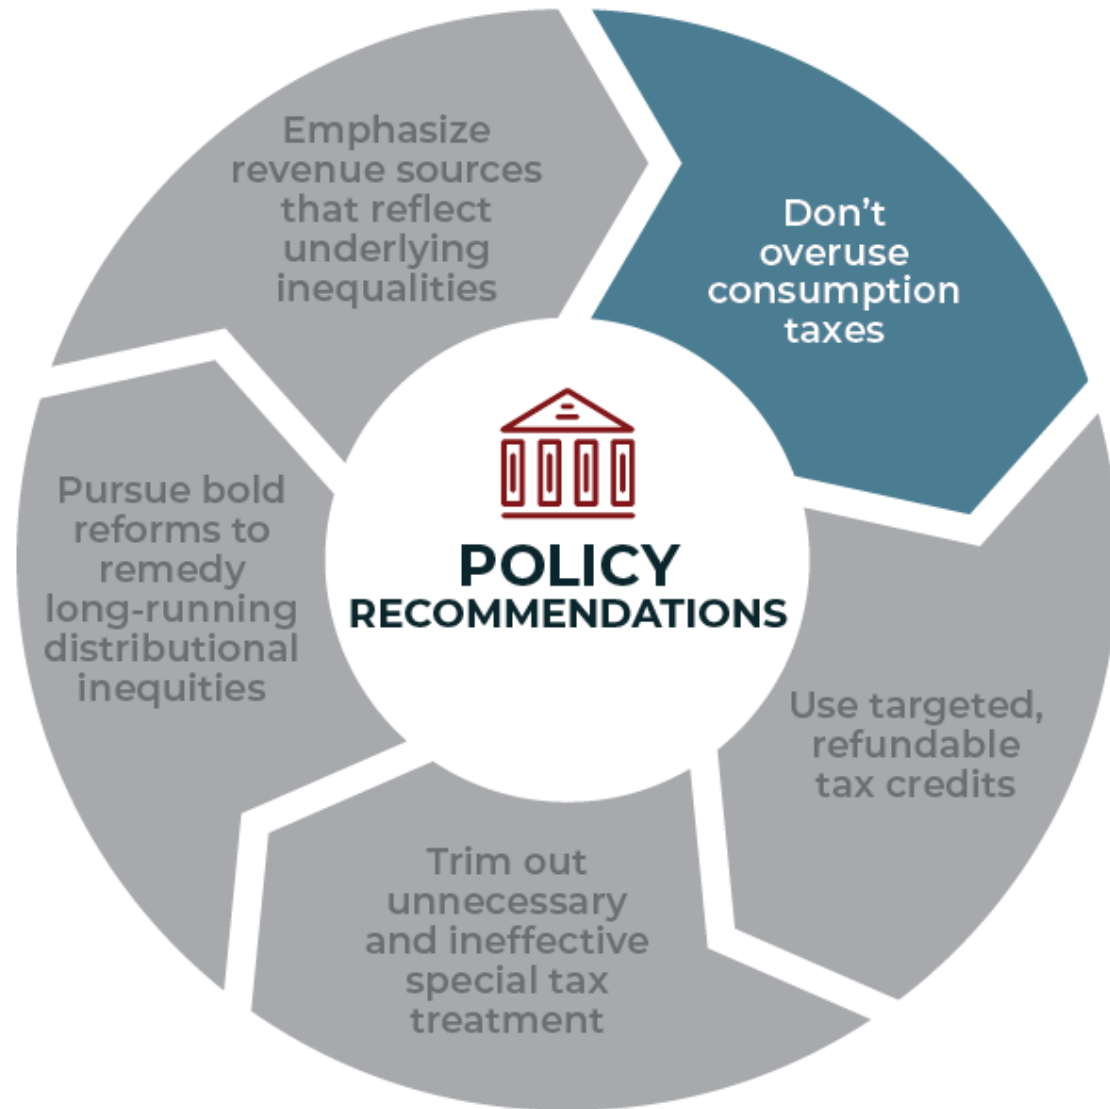 Emphasize
revenue sources
that reflect
underlying
inequalities
Don’t
overuse
consumption
taxes
POLICY
RECOMMENDATIONS
Pursue bold
reforms to
remedy
long-running
distributional
inequities
Use targeted,
refundable
tax credits
Trim out
unnecessary
and ineffective
special tax
treatment